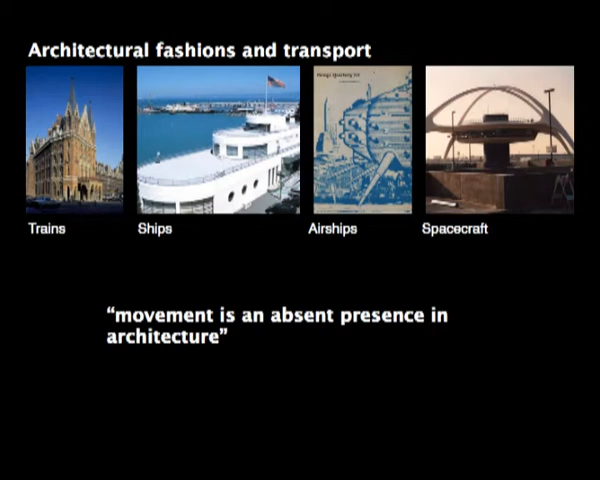 Architectural fashions and transport
Trains
Ships
Airships
Spacecraft
“movement is an absent presence in
architecture”